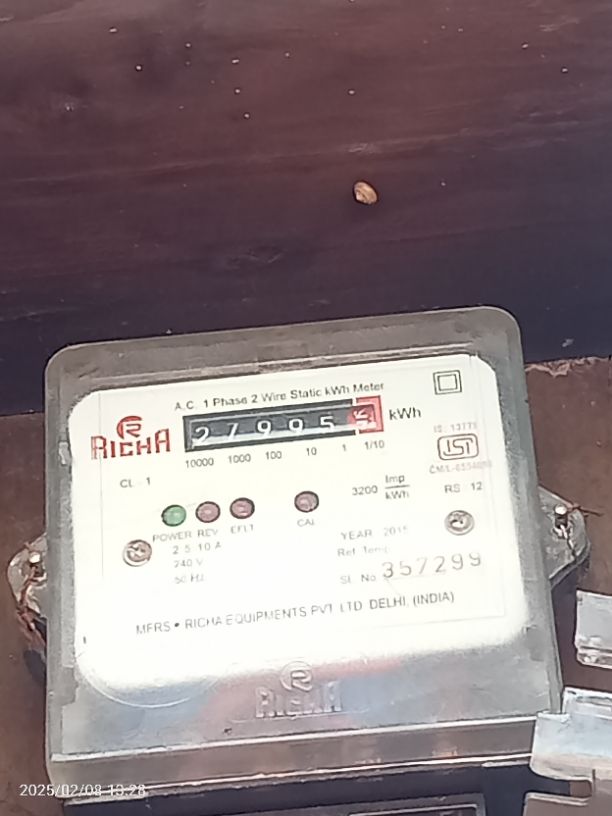 A.C. 1 Phase 2 Wire Static kWh Meter
RICHA
27995 kWh
10000 1000 100 10 1 1/10
IS: 13779
ISI
CL - 1
3200 Imp/kWh
RS 12
POWER REV EFLT CAL
2.5 10 A
240 V
50 Hz
YEAR 2015
Ref. Temp
Sl. No 357299
MFRS • RICHA EQUIPMENTS PVT. LTD. DELHI. (INDIA)
RICHA
2025/02/08 13:28